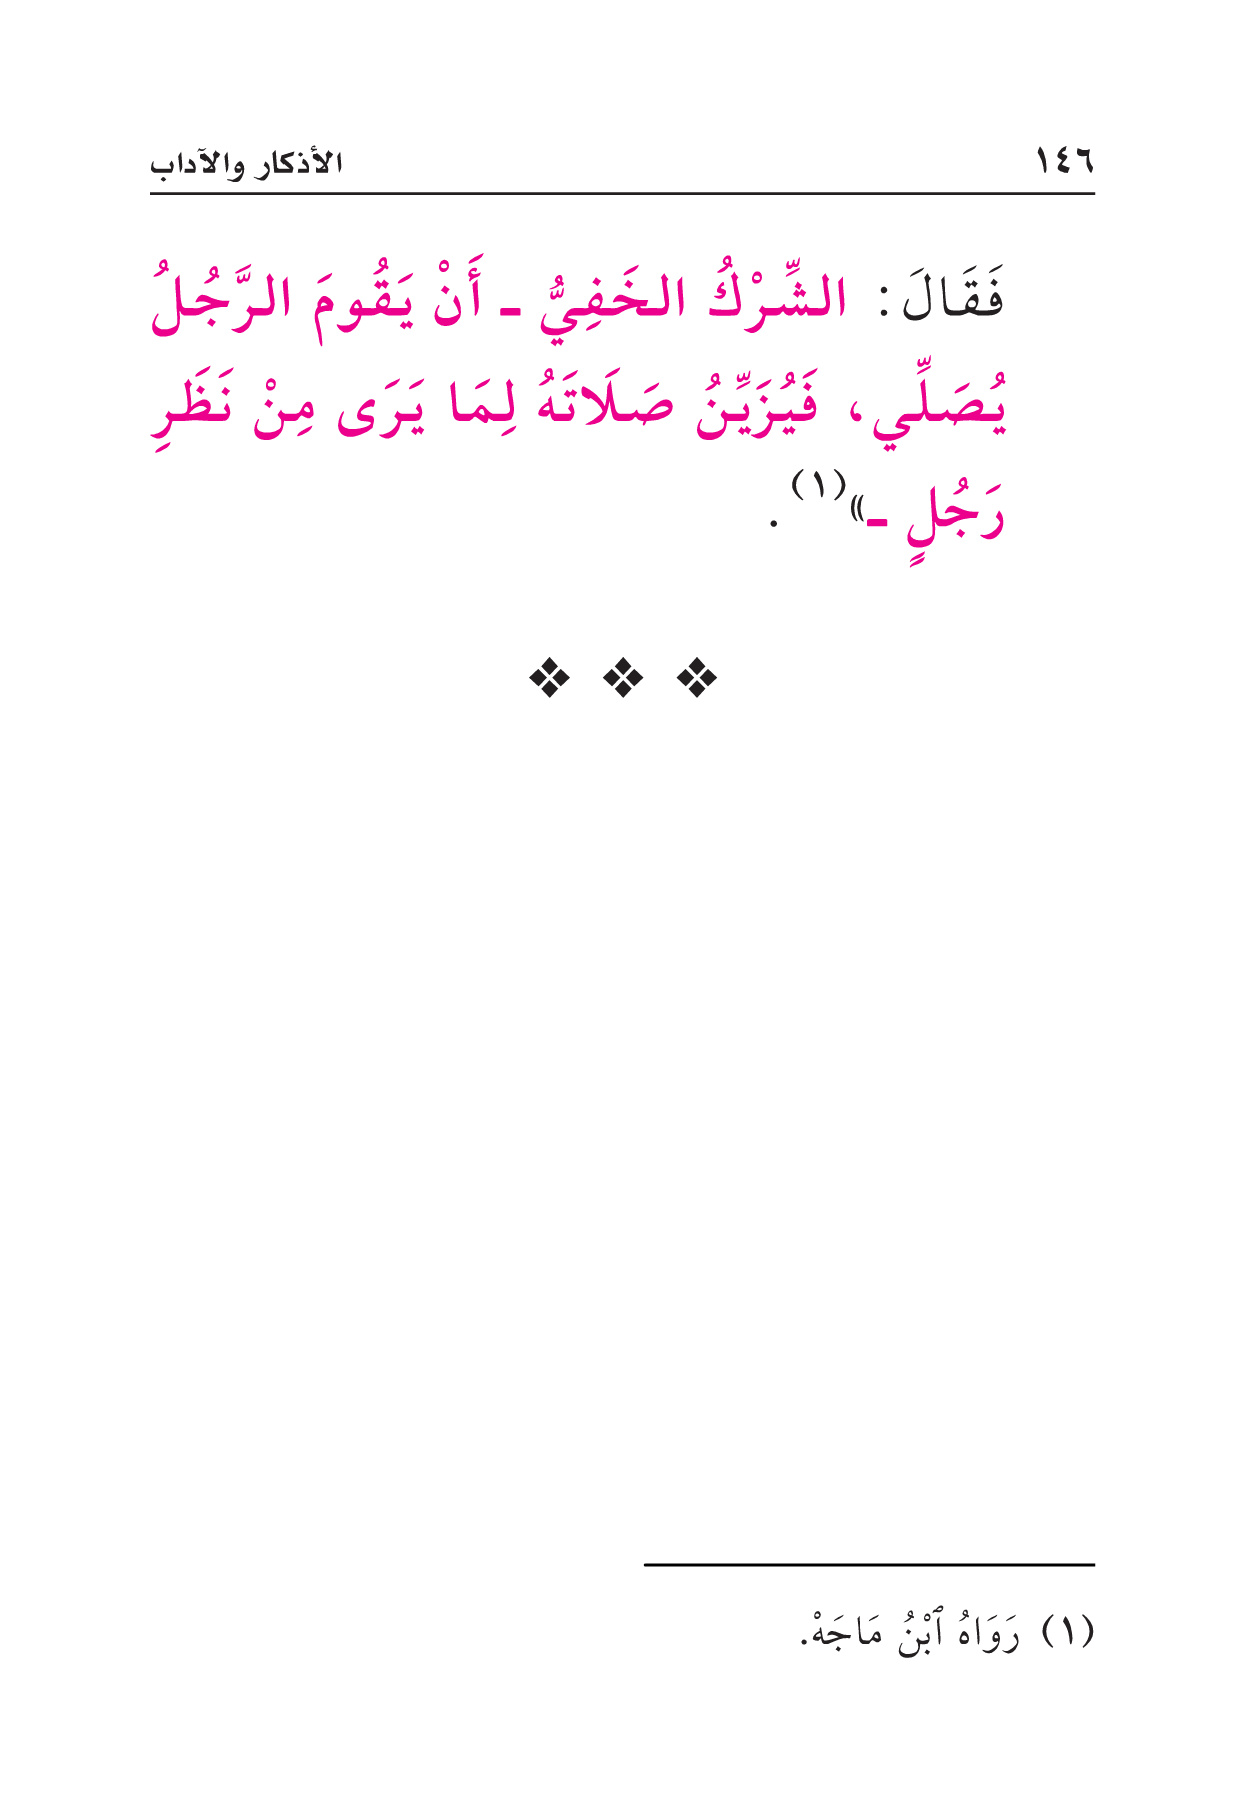 ١٤٦ الأذكار والآداب
فَقَالَ: الشِّرْكُ الخَفِيُّ ـ أَنْ يَقُومَ الرَّجُلُ
يُصَلِّي، فَيُزَيِّنُ صَلَاتَهُ لِمَا يَرَى مِنْ نَظَرِ
رَجُلٍ ـ»(١).
(١) رَوَاهُ ٱبْنُ مَاجَهْ.